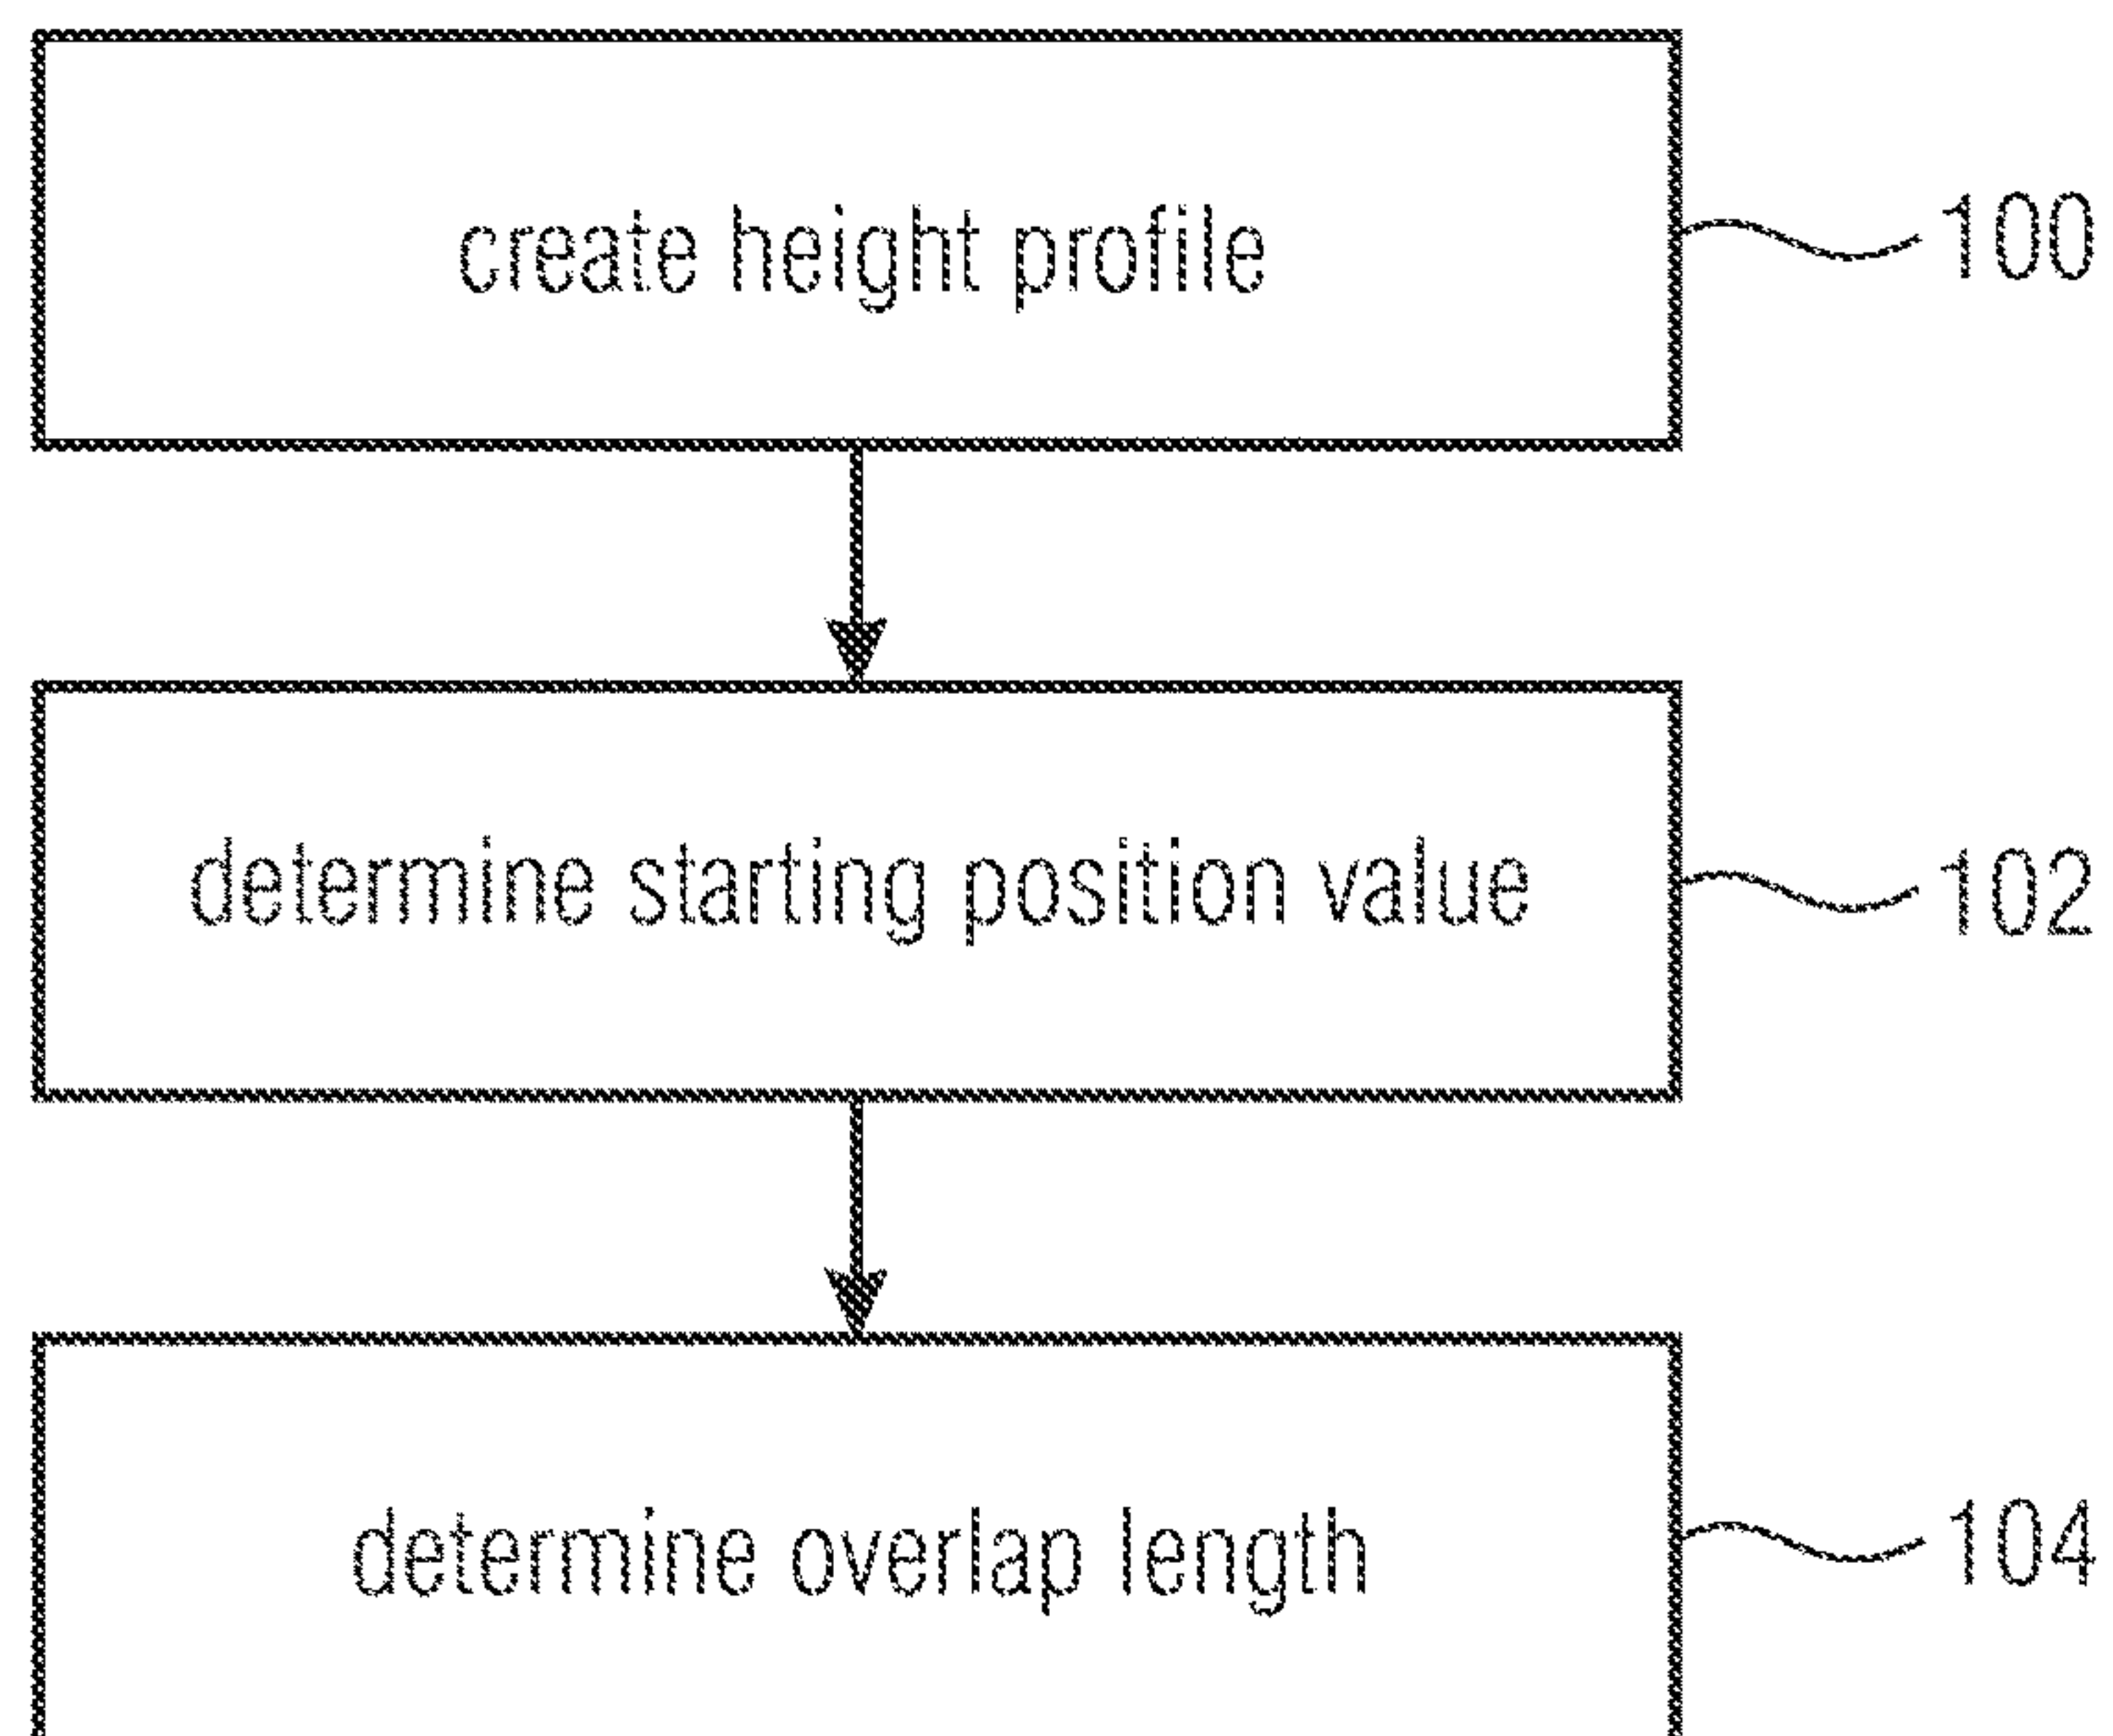 create height profile
100
determine starting position value
102
determine overlap length
104